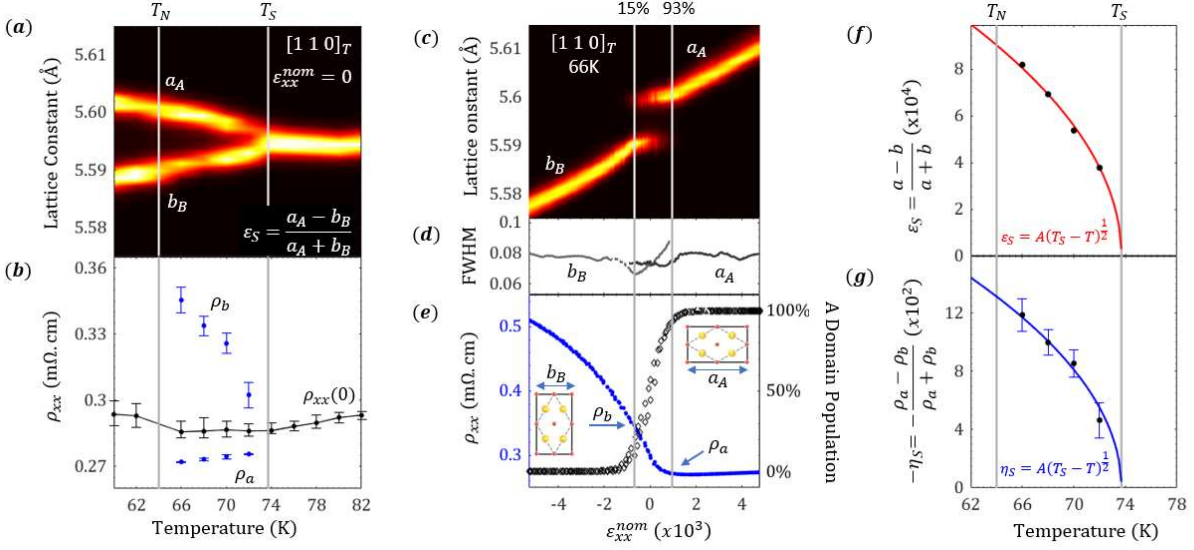 T_N T_S 15% 93% T_N T_S
(a)
[1 1 0]_T
ε_xx^nom = 0
Lattice Constant (Å)
5.61
5.60
5.59
5.58
a_A
b_B
ε_S = (a_A − b_B)/(a_A + b_B)
(b)
ρ_xx (mΩ. cm)
0.36
0.33
0.3
0.27
ρ_b
ρ_xx(0)
ρ_a
62 66 70 74 78 82
Temperature (K)
(c)
[1 1 0]_T
66K
Lattice onstant (Å)
5.61
5.6
5.59
5.58
a_A
b_B
(d)
FWHM
0.1
0.08
0.06
b_B
a_A
(e)
ρ_xx (mΩ. cm)
0.5
0.4
0.3
b_B
a_A
ρ_b
ρ_a
100%
50%
0%
A Domain Population
-4 -2 0 2 4
ε_xx^nom (x10^3)
(f)
ε_S = (a − b)/(a + b) (x10^4)
8
6
4
2
0
ε_S = A(T_S − T)^(1/2)
(g)
−η_S = −(ρ_a − ρ_b)/(ρ_a + ρ_b) (x10^2)
12
8
4
0
η_S = A(T_S − T)^(1/2)
62 66 70 74 78
Temperature (K)